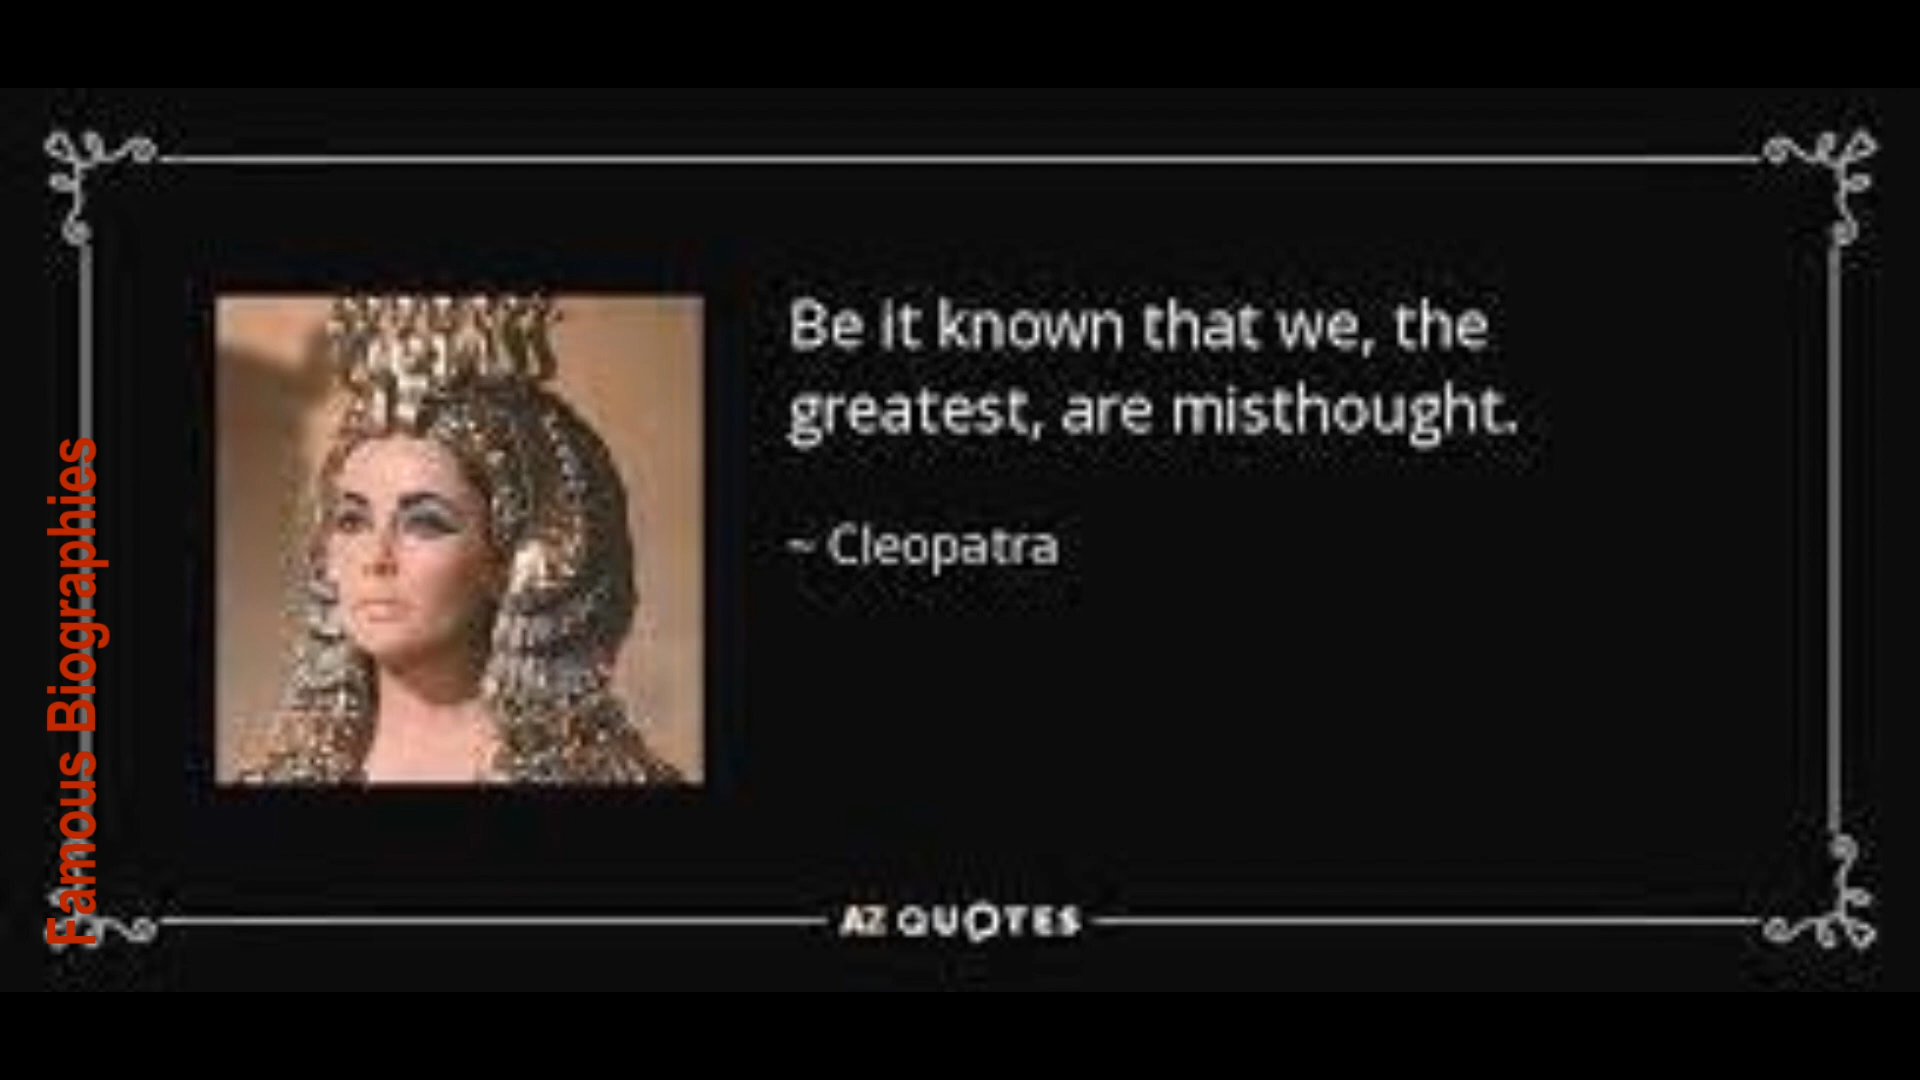 Be it known that we, the
greatest, are misthought.
~ Cleopatra
AZ QUOTES
Famous Biographies